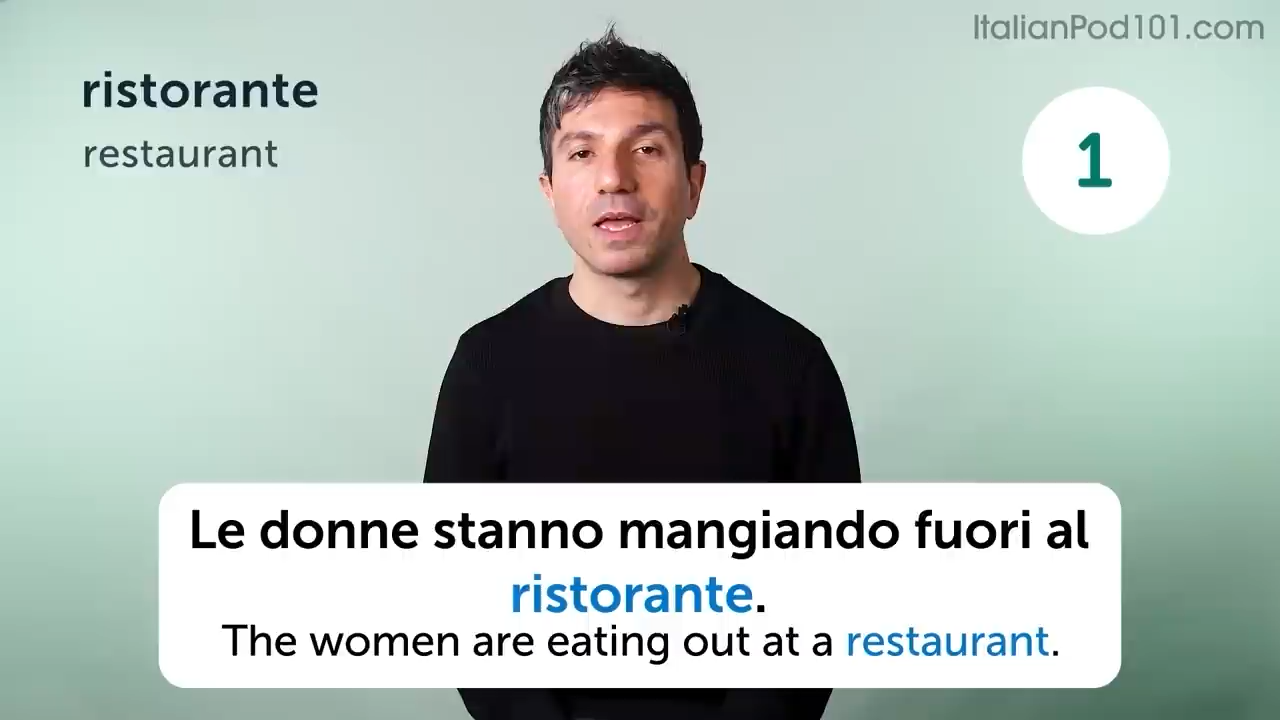 ItalianPod101.com
ristorante
restaurant
1
Le donne stanno mangiando fuori al
ristorante.
The women are eating out at a restaurant.